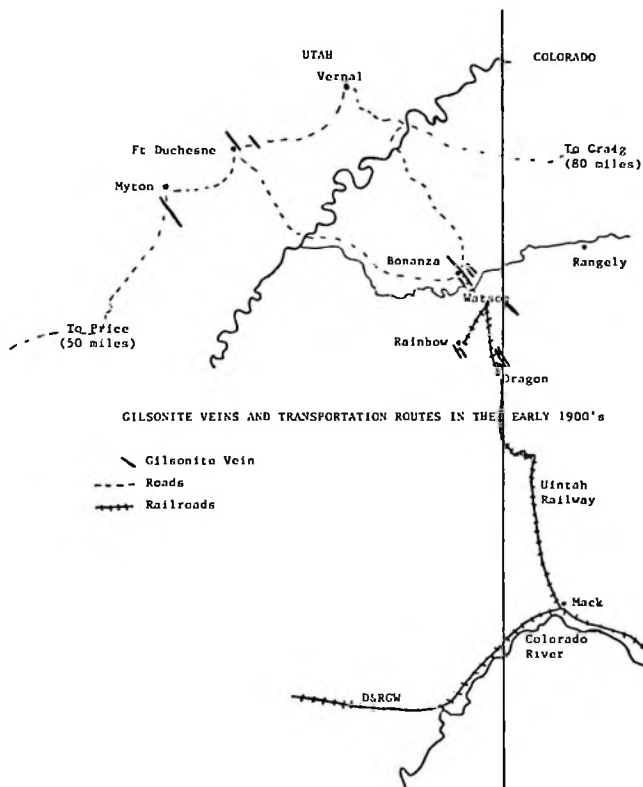 UTAH
COLORADO
Vernal
Ft Duchesne
To Craig
(80 miles)
Myton
Bonanza
Rangely
Watson
To Price
(50 miles)
Rainbow
Dragon
GILSONITE VEINS AND TRANSPORTATION ROUTES IN THE EARLY 1900's
Gilsonite Vein
Roads
Railroads
Uintah
Railway
Mack
Colorado
River
D&RGW